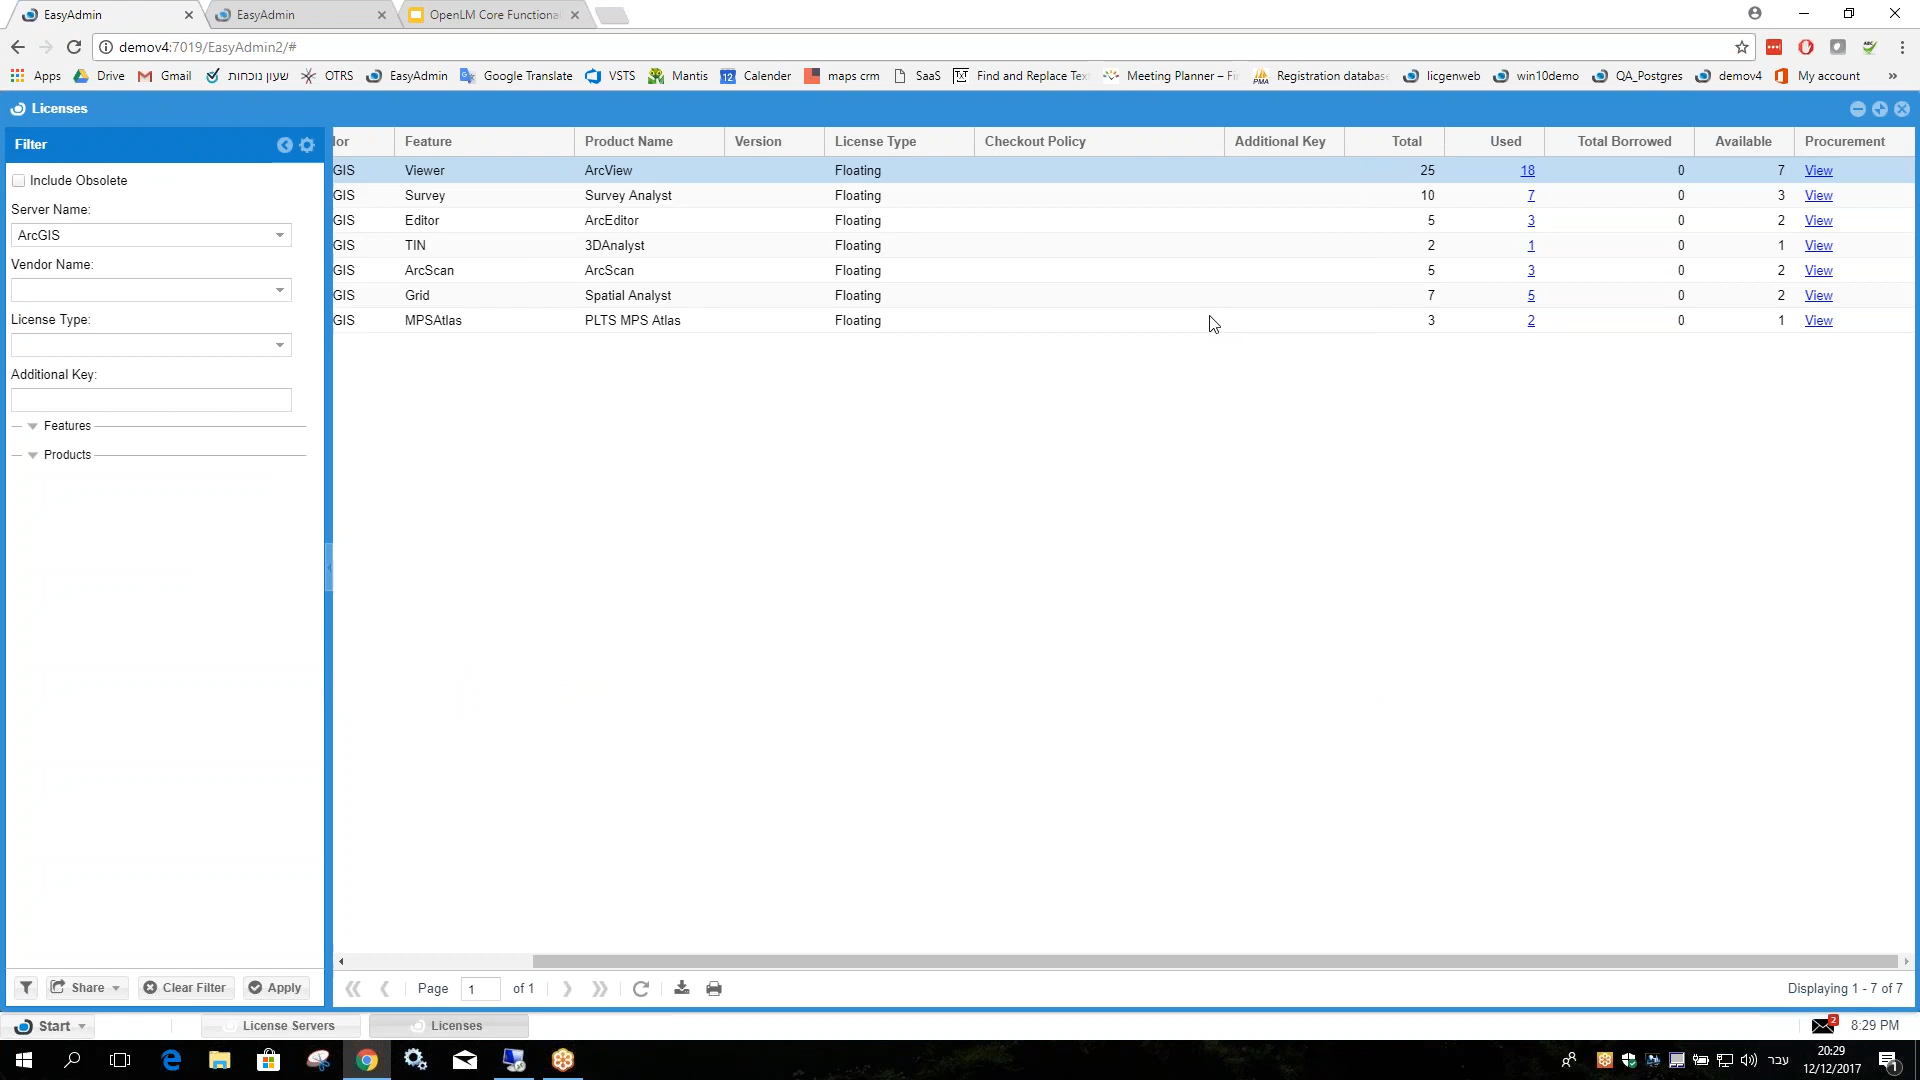 EasyAdmin
EasyAdmin
OpenLM Core Functiona
demov4:7019/EasyAdmin2/#
Apps Drive Gmail שעון נוכחות OTRS EasyAdmin Google Translate VSTS Mantis 12 Calender maps crm SaaS Find and Replace Tex Meeting Planner – Fi Registration database licgenweb win10demo QA_Postgres demov4 My account »
Licenses
Filter
Include Obsolete
Server Name:
ArcGIS
Vendor Name:
License Type:
Additional Key:
Features
Products
lor Feature Product Name Version License Type Checkout Policy Additional Key Total Used Total Borrowed Available Procurement
GIS Viewer ArcView Floating 25 18 0 7 View
GIS Survey Survey Analyst Floating 10 7 0 3 View
GIS Editor ArcEditor Floating 5 3 0 2 View
GIS TIN 3DAnalyst Floating 2 1 0 1 View
GIS ArcScan ArcScan Floating 5 3 0 2 View
GIS Grid Spatial Analyst Floating 7 5 0 2 View
GIS MPSAtlas PLTS MPS Atlas Floating 3 2 0 1 View
Share Clear Filter Apply
Page 1 of 1
Displaying 1 - 7 of 7
Start License Servers Licenses 2 8:29 PM
עבר
20:29
12/12/2017
1